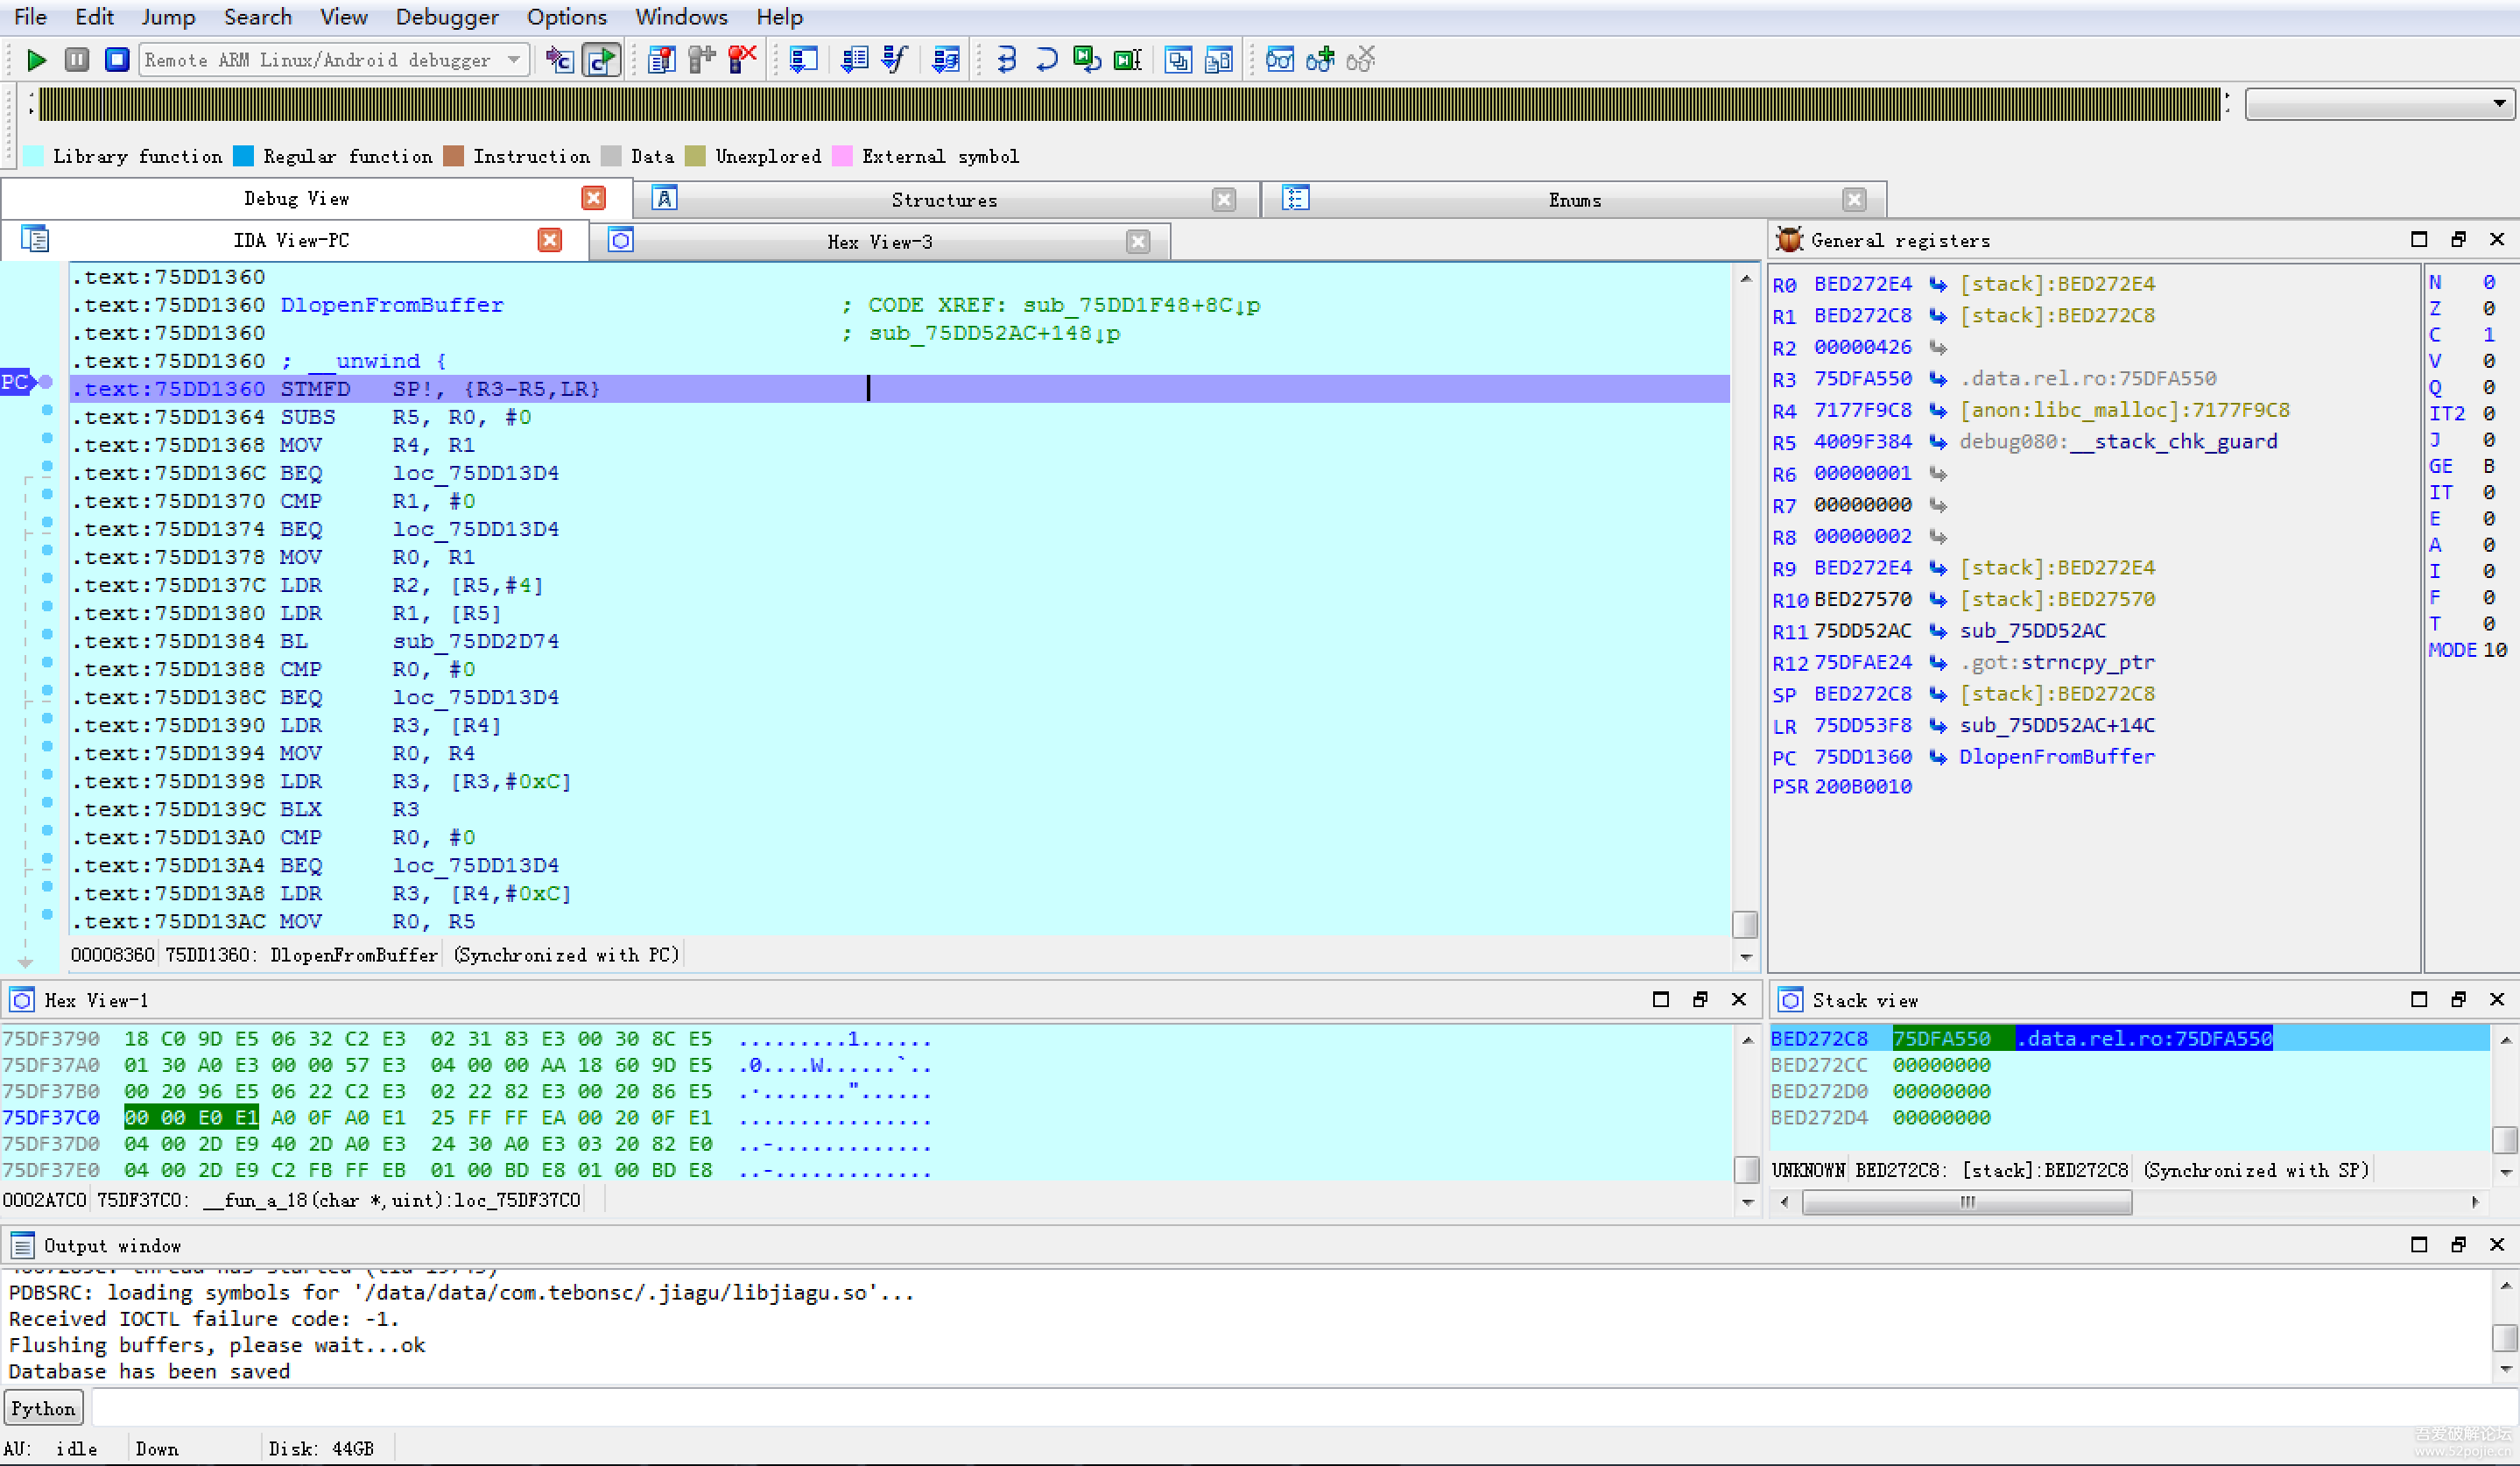 File Edit Jump Search View Debugger Options Windows Help
Remote ARM Linux/Android debugger
Library function Regular function Instruction Data Unexplored External symbol
Debug View Structures Enums
IDA View-PC Hex View-3
.text:75DD1360
.text:75DD1360 DlopenFromBuffer ; CODE XREF: sub_75DD1F48+8C↓p
.text:75DD1360 ; sub_75DD52AC+148↓p
.text:75DD1360 ; __unwind {
PC .text:75DD1360 STMFD SP!, {R3-R5,LR}
.text:75DD1364 SUBS R5, R0, #0
.text:75DD1368 MOV R4, R1
.text:75DD136C BEQ loc_75DD13D4
.text:75DD1370 CMP R1, #0
.text:75DD1374 BEQ loc_75DD13D4
.text:75DD1378 MOV R0, R1
.text:75DD137C LDR R2, [R5,#4]
.text:75DD1380 LDR R1, [R5]
.text:75DD1384 BL sub_75DD2D74
.text:75DD1388 CMP R0, #0
.text:75DD138C BEQ loc_75DD13D4
.text:75DD1390 LDR R3, [R4]
.text:75DD1394 MOV R0, R4
.text:75DD1398 LDR R3, [R3,#0xC]
.text:75DD139C BLX R3
.text:75DD13A0 CMP R0, #0
.text:75DD13A4 BEQ loc_75DD13D4
.text:75DD13A8 LDR R3, [R4,#0xC]
.text:75DD13AC MOV R0, R5
00008360 75DD1360: DlopenFromBuffer (Synchronized with PC)
General registers
R0 BED272E4 [stack]:BED272E4
R1 BED272C8 [stack]:BED272C8
R2 00000426
R3 75DFA550 .data.rel.ro:75DFA550
R4 7177F9C8 [anon:libc_malloc]:7177F9C8
R5 4009F384 debug080:__stack_chk_guard
R6 00000001
R7 00000000
R8 00000002
R9 BED272E4 [stack]:BED272E4
R10 BED27570 [stack]:BED27570
R11 75DD52AC sub_75DD52AC
R12 75DFAE24 .got:strncpy_ptr
SP BED272C8 [stack]:BED272C8
LR 75DD53F8 sub_75DD52AC+14C
PC 75DD1360 DlopenFromBuffer
PSR 200B0010
N 0
Z 0
C 1
V 0
Q 0
IT2 0
J 0
GE B
IT 0
E 0
A 0
I 0
F 0
T 0
MODE 10
Hex View-1
75DF3790 18 C0 9D E5 06 32 C2 E3 02 31 83 E3 00 30 8C E5 .........1......
75DF37A0 01 30 A0 E3 00 00 57 E3 04 00 00 AA 18 60 9D E5 .0....W......`..
75DF37B0 00 20 96 E5 06 22 C2 E3 02 22 82 E3 00 20 86 E5 .·......."......
75DF37C0 00 00 E0 E1 A0 0F A0 E1 25 FF FF EA 00 20 0F E1 ................
75DF37D0 04 00 2D E9 40 2D A0 E3 24 30 A0 E3 03 20 82 E0 ..-.............
75DF37E0 04 00 2D E9 C2 FB FF EB 01 00 BD E8 01 00 BD E8 ..-.............
0002A7C0 75DF37C0: __fun_a_18(char *,uint):loc_75DF37C0
Stack view
BED272C8 75DFA550 .data.rel.ro:75DFA550
BED272CC 00000000
BED272D0 00000000
BED272D4 00000000
UNKNOWN BED272C8: [stack]:BED272C8 (Synchronized with SP)
Output window
PDBSRC: loading symbols for '/data/data/com.tebonsc/.jiagu/libjiagu.so'...
Received IOCTL failure code: -1.
Flushing buffers, please wait...ok
Database has been saved
Python
AU: idle Down Disk: 44GB
吾爱破解论坛
www.52pojie.cn